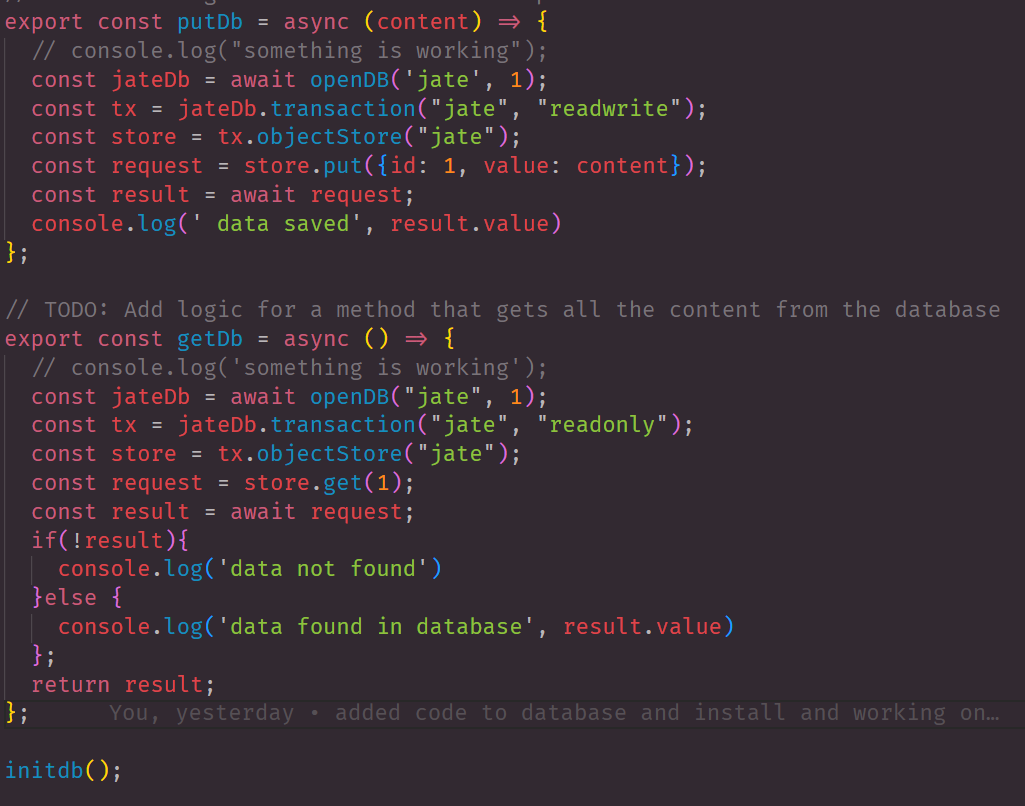 export const putDb = async (content) => {
// console.log("something is working");
const jateDb = await openDB('jate', 1);
const tx = jateDb.transaction("jate", "readwrite");
const store = tx.objectStore("jate");
const request = store.put({id: 1, value: content});
const result = await request;
console.log(' data saved', result.value)
};
// TODO: Add logic for a method that gets all the content from the database
export const getDb = async () => {
// console.log('something is working');
const jateDb = await openDB("jate", 1);
const tx = jateDb.transaction("jate", "readonly");
const store = tx.objectStore("jate");
const request = store.get(1);
const result = await request;
if(!result){
console.log('data not found')
}else {
console.log('data found in database', result.value)
};
return result;
}; You, yesterday • added code to database and install and working on…
initdb();